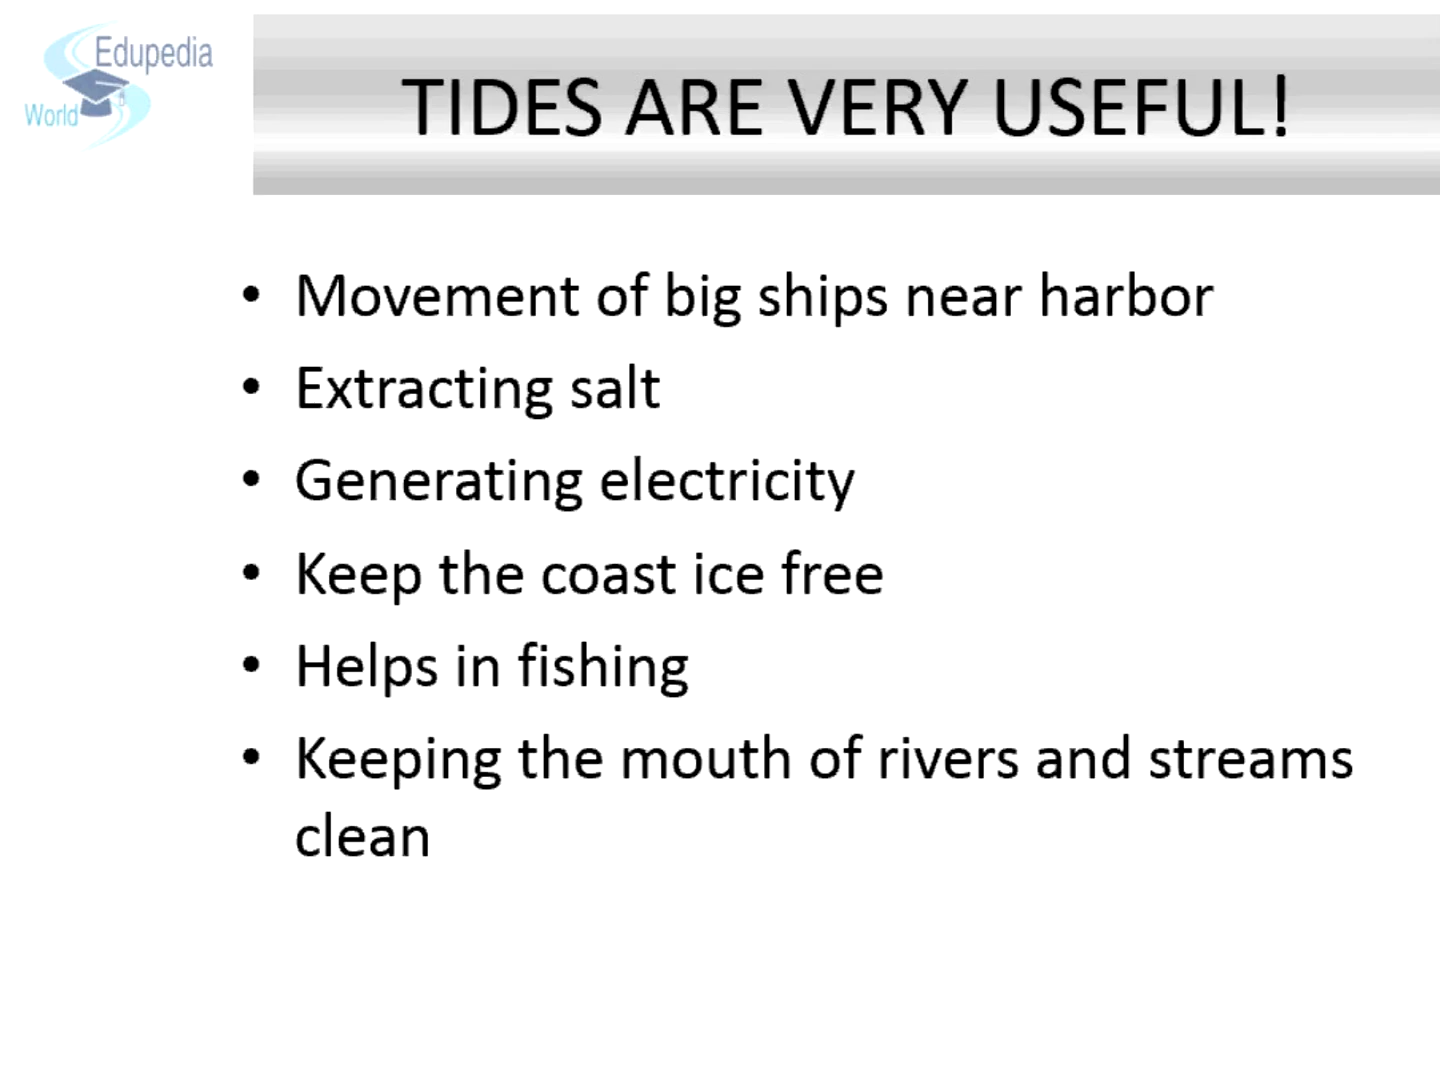 Edupedia
World
TIDES ARE VERY USEFUL!
• Movement of big ships near harbor
• Extracting salt
• Generating electricity
• Keep the coast ice free
• Helps in fishing
• Keeping the mouth of rivers and streams
clean